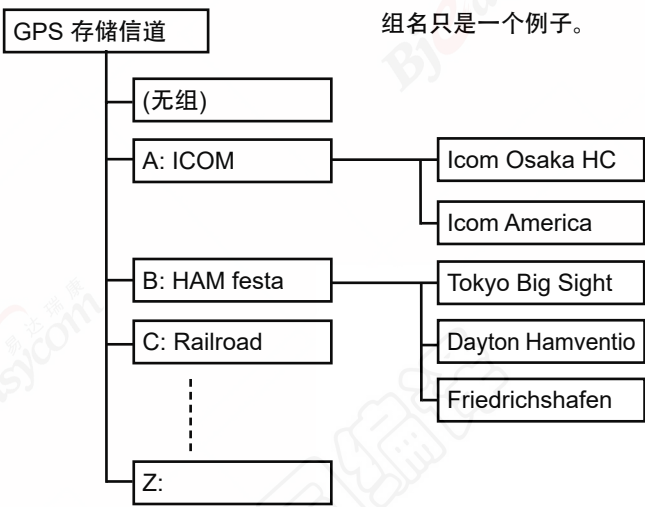 GPS 存储信道
组名只是一个例子。
(无组)
A: ICOM
Icom Osaka HC
Icom America
B: HAM festa
Tokyo Big Sight
C: Railroad
Dayton Hamventio
Friedrichshafen
Z: